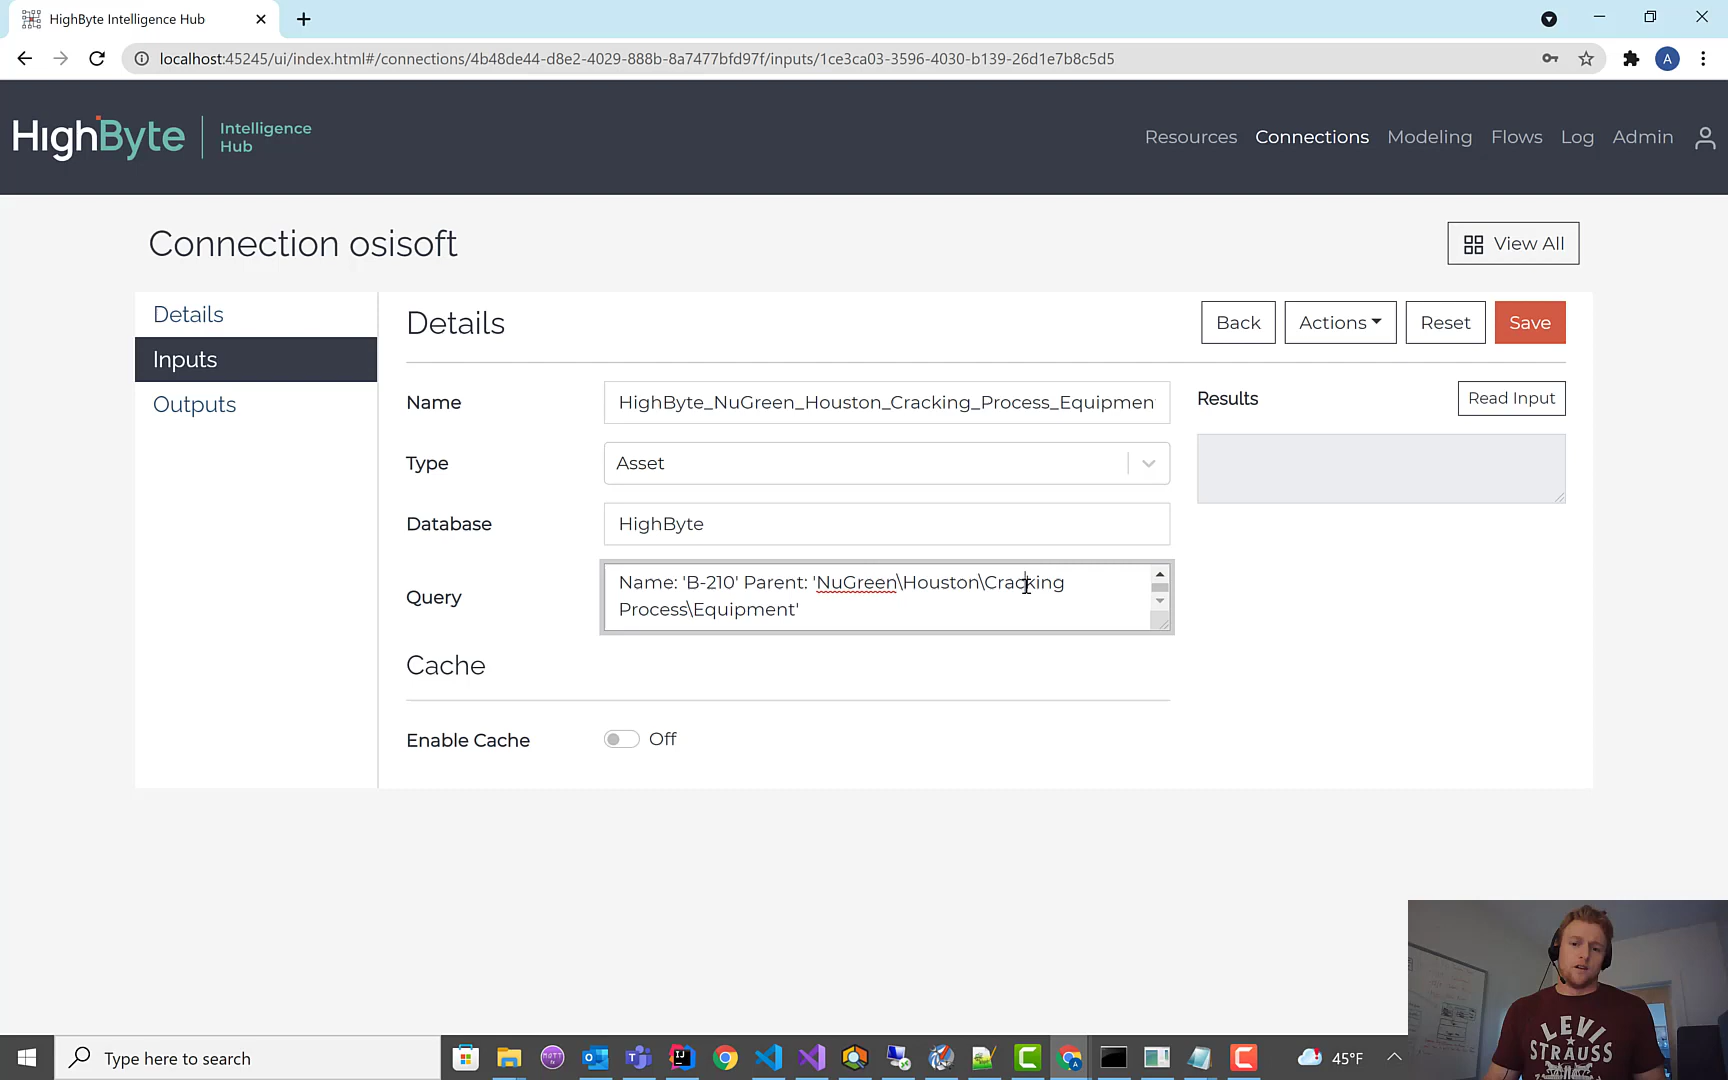 HighByte Intelligence Hub
localhost:45245/ui/index.html#/connections/4b48de44-d8e2-4029-888b-8a7477bfd97f/inputs/1ce3ca03-3596-4030-b139-26d1e7b8c5d5
A
HighByte
Intelligence
Hub
Resources Connections Modeling Flows Log Admin
Connection osisoft
View All
Details
Inputs
Outputs
Details
Back Actions Reset Save
Name
HighByte_NuGreen_Houston_Cracking_Process_Equipmen
Results
Read Input
Type
Asset
Database
HighByte
Query
Name: 'B-210' Parent: 'NuGreen\Houston\Cracking
Process\Equipment'
Cache
Enable Cache
Off
LEVI
STRAUSS
Type here to search
45°F